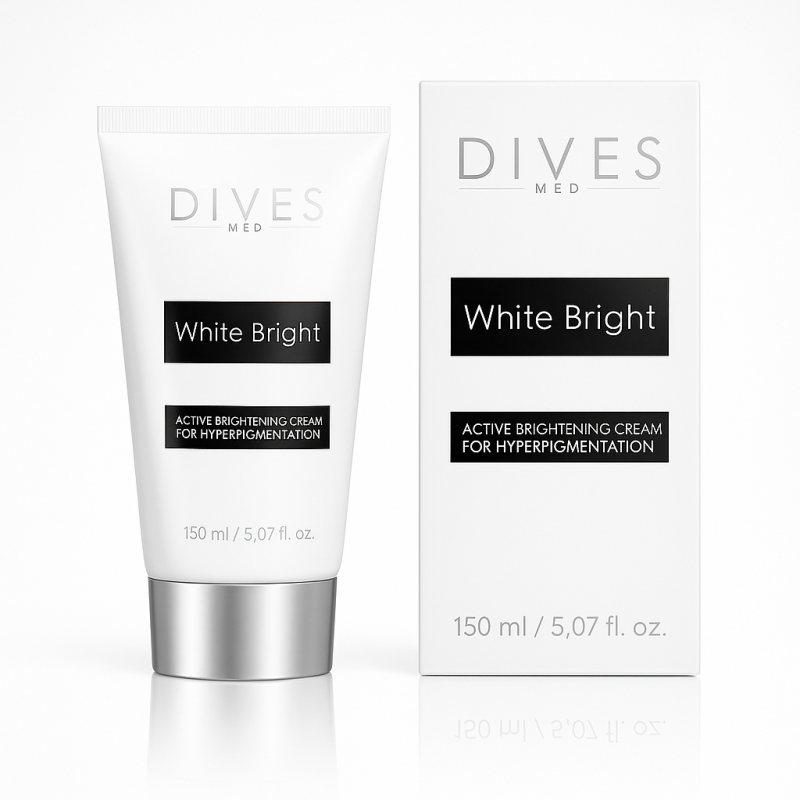 DIVES
MED
White Bright
ACTIVE BRIGHTENING CREAM
FOR HYPERPIGMENTATION
150 ml / 5,07 fl. oz.
DIVES
MED
White Bright
ACTIVE BRIGHTENING CREAM
FOR HYPERPIGMENTATION
150 ml / 5,07 fl. oz.